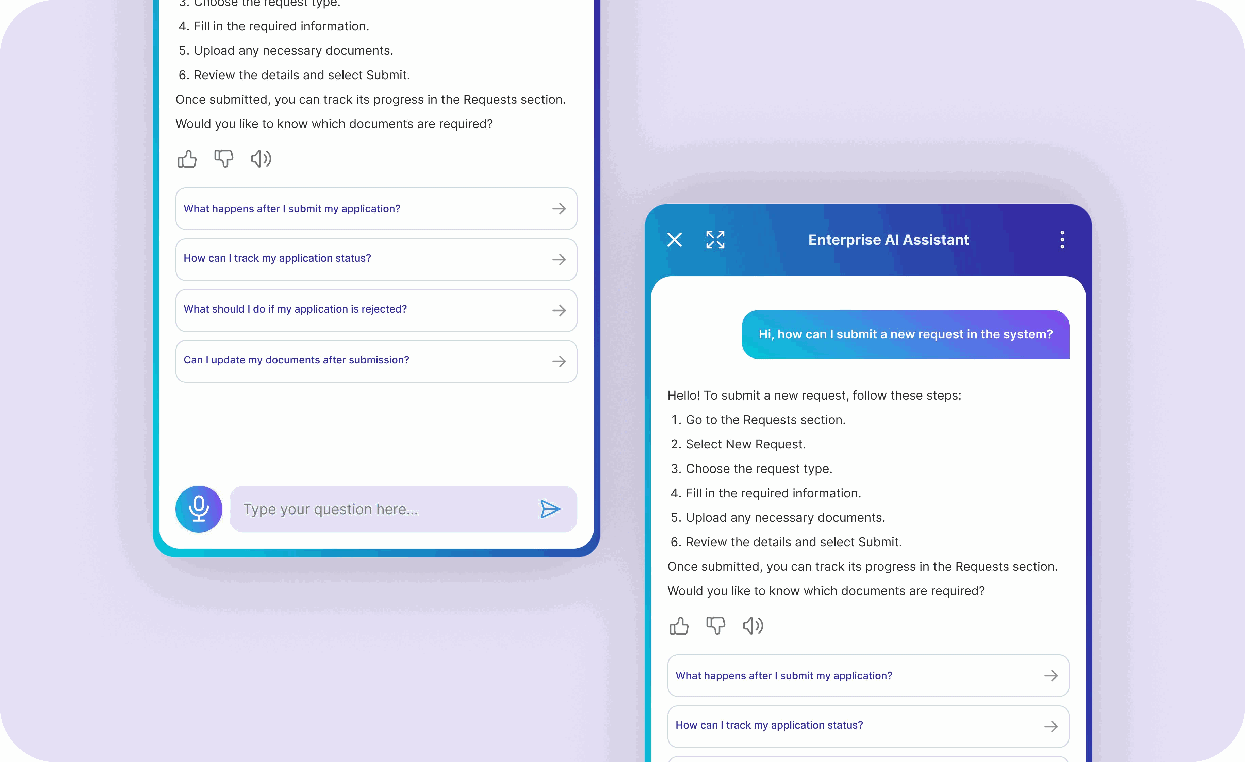 3. Choose the request type.
4. Fill in the required information.
5. Upload any necessary documents.
6. Review the details and select Submit.
Once submitted, you can track its progress in the Requests section.
Would you like to know which documents are required?
What happens after I submit my application?
How can I track my application status?
What should I do if my application is rejected?
Can I update my documents after submission?
Type your question here...
Enterprise AI Assistant
Hi, how can I submit a new request in the system?
Hello! To submit a new request, follow these steps:
1. Go to the Requests section.
2. Select New Request.
3. Choose the request type.
4. Fill in the required information.
5. Upload any necessary documents.
6. Review the details and select Submit.
Once submitted, you can track its progress in the Requests section.
Would you like to know which documents are required?
What happens after I submit my application?
How can I track my application status?